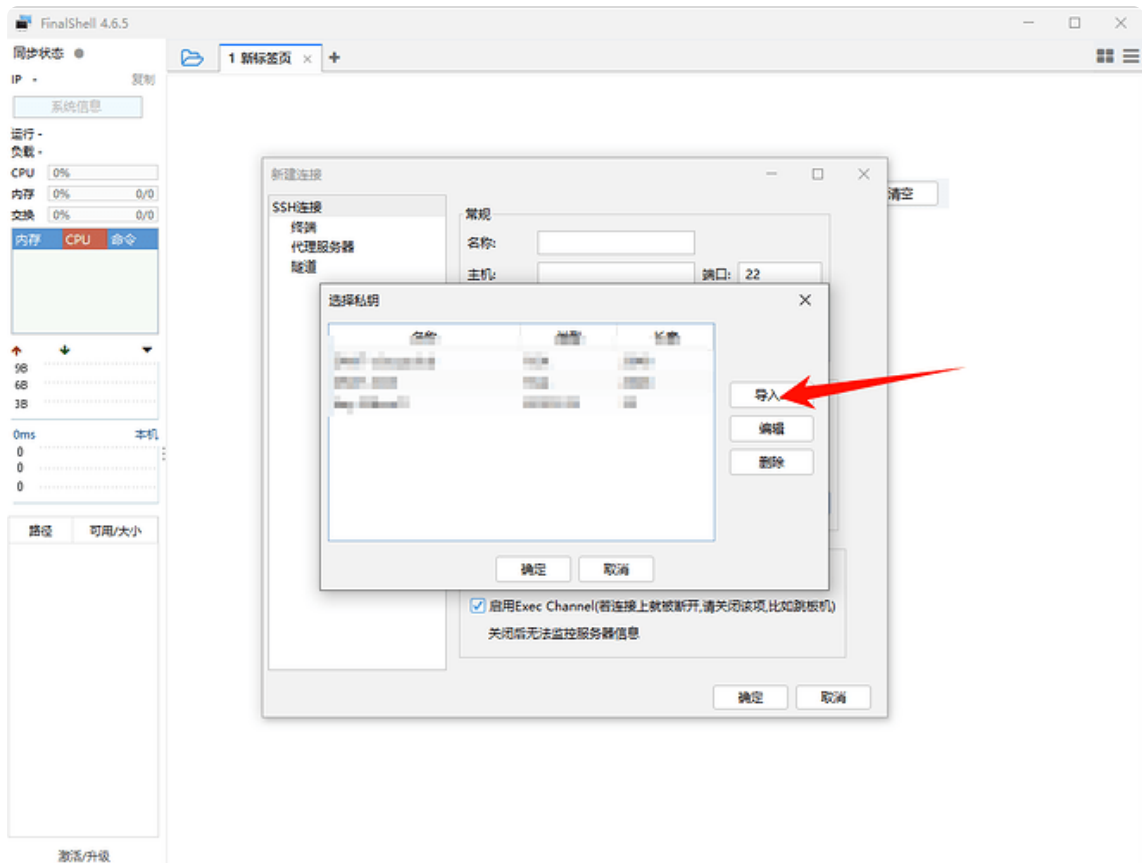 FinalShell 4.6.5
同步状态
IP - 复制
系统信息
运行 -
负载 -
CPU 0%
内存 0% 0/0
交换 0% 0/0
内存 CPU 命令
9B
6B
3B
0ms 本机
0
0
0
路径 可用/大小
激活/升级
1 新标签页
清空
新建连接
SSH连接
终端
代理服务器
隧道
常规
名称:
主机: 端口: 22
选择私钥
名称 类型 长度
导入
编辑
删除
确定 取消
启用Exec Channel(若连接上就被断开,请关闭该项,比如跳板机)
关闭后无法监控服务器信息
确定 取消